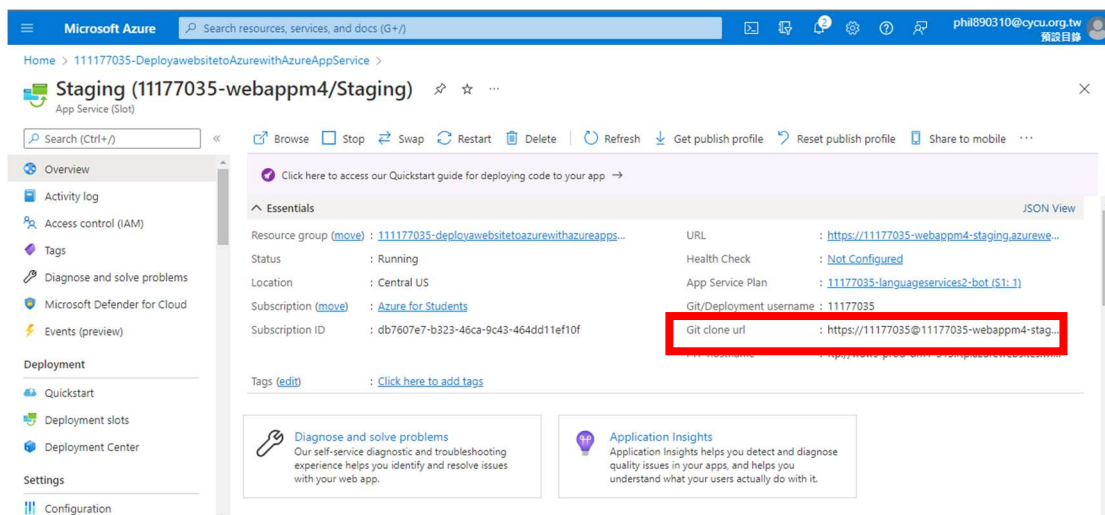 Microsoft Azure
Search resources, services, and docs (G+/)
2
phil890310@cycu.org.tw
預設目錄
Home > 111177035-DeployawebsitetoAzurewithAzureAppService >
Staging (11177035-webappm4/Staging)
App Service (Slot)
Search (Ctrl+/)
Browse Stop Swap Restart Delete Refresh Get publish profile Reset publish profile Share to mobile
Overview
Activity log
Access control (IAM)
Tags
Diagnose and solve problems
Microsoft Defender for Cloud
Events (preview)
Deployment
Quickstart
Deployment slots
Deployment Center
Settings
Configuration
Click here to access our Quickstart guide for deploying code to your app →
Essentials
JSON View
Resource group (move) : 111177035-deployawebsitetoazurewithazureapps...
Status : Running
Location : Central US
Subscription (move) : Azure for Students
Subscription ID : db7607e7-b323-46ca-9c43-464dd11ef10f
URL : https://11177035-webappm4-staging.azurewe...
Health Check : Not Configured
App Service Plan : 11177035-languageservices2-bot (S1: 1)
Git/Deployment username : 11177035
Git clone url : https://11177035@11177035-webappm4-stag...
Tags (edit) : Click here to add tags
Diagnose and solve problems
Our self-service diagnostic and troubleshooting
experience helps you identify and resolve issues
with your web app.
Application Insights
Application Insights helps you detect and diagnose
quality issues in your apps, and helps you
understand what your users actually do with it.